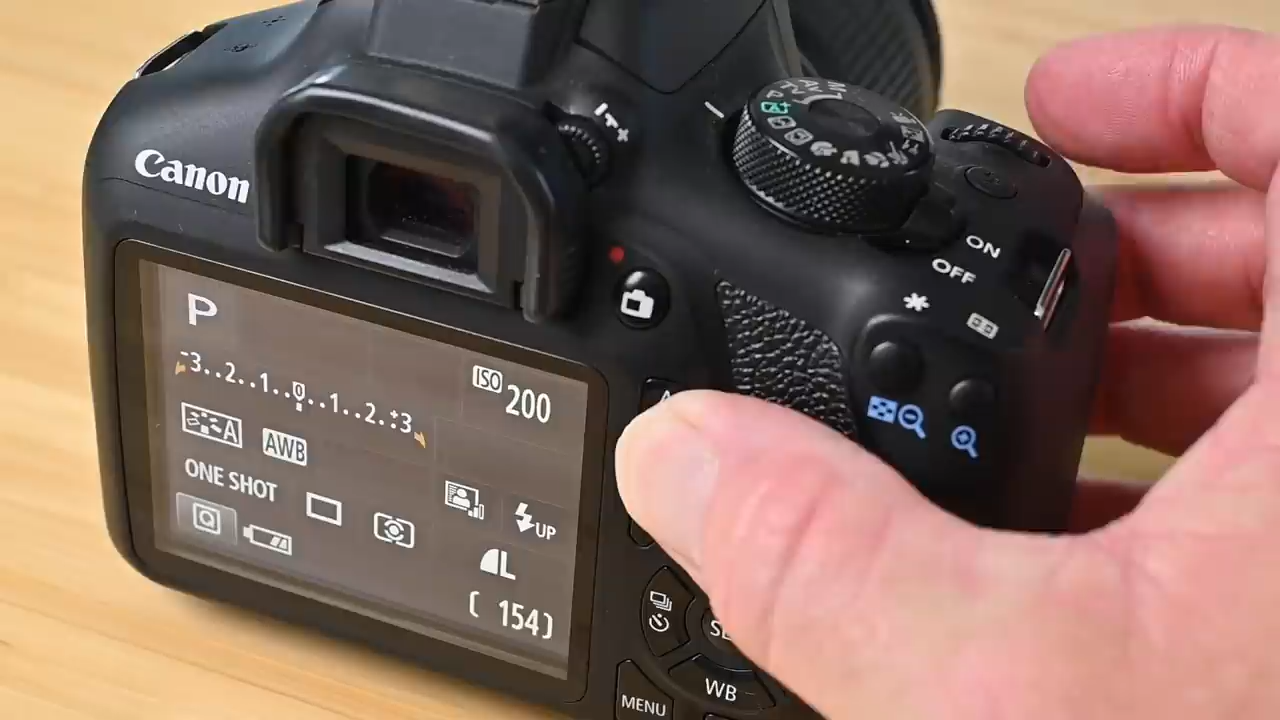 Canon
ON
OFF
P
-3..2..1..0..1..2.+3
ISO 200
A
AWB
ONE SHOT
Q
UP
L
[ 154]
WB
MENU